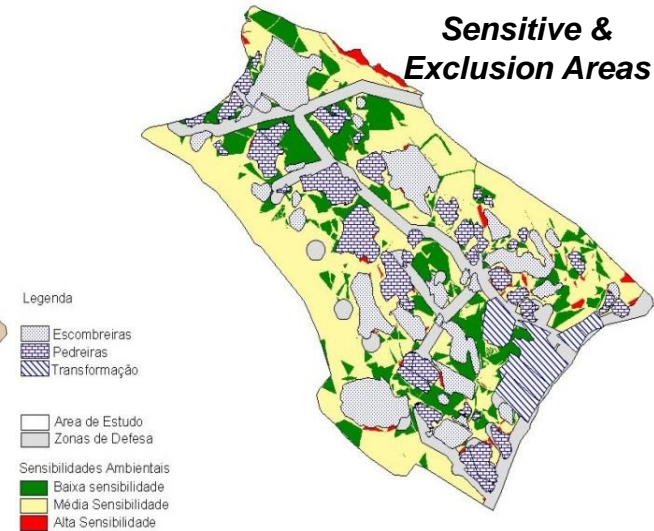 Sensitive &
Exclusion Areas
Legenda
Escombreiras
Pedreiras
Transformação
Area de Estudo
Zonas de Defesa
Sensibilidades Ambientais
Baixa sensibilidade
Média Sensibilidade
Alta Sensibilidade